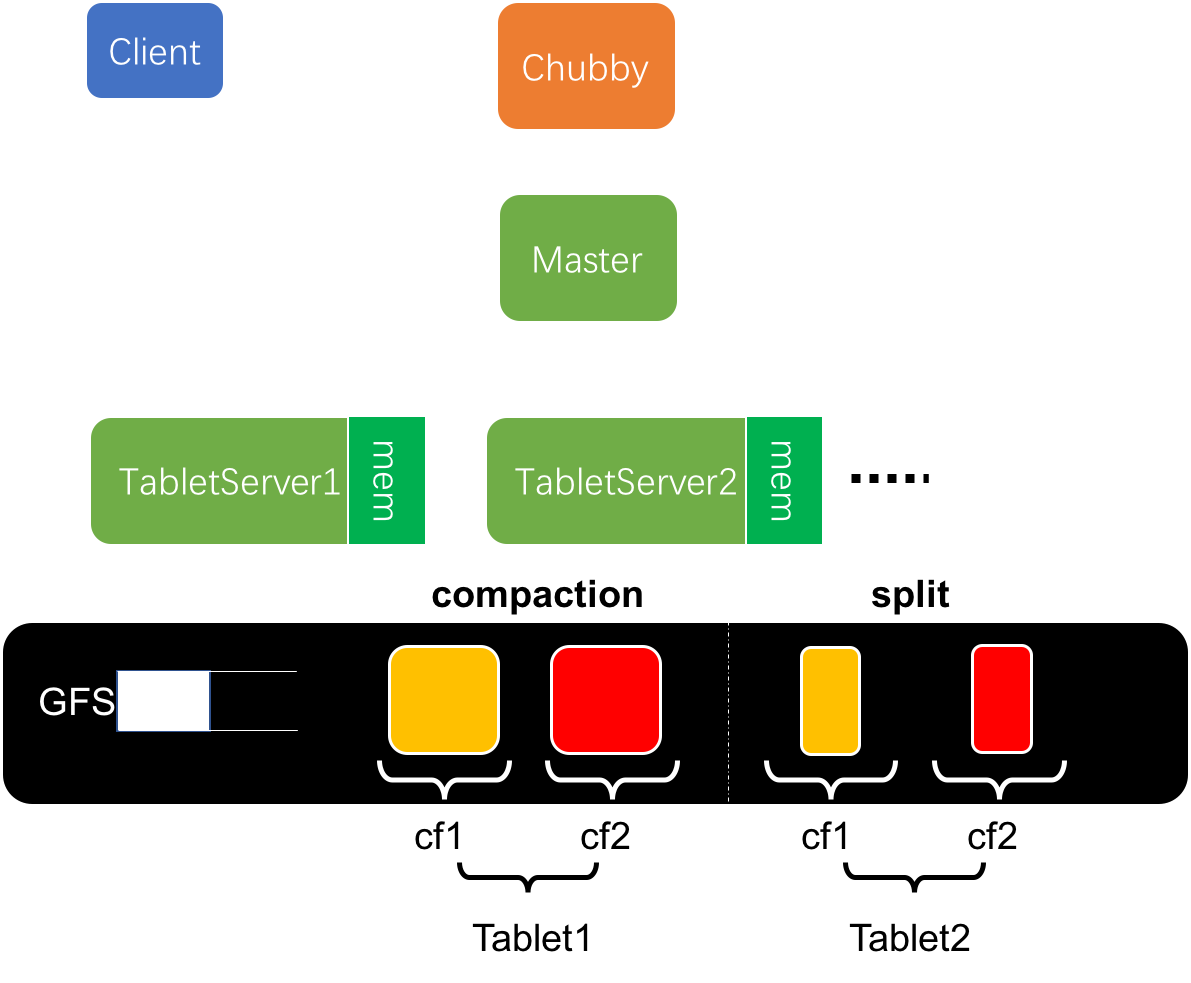 Client
Chubby
Master
TabletServer1
mem
TabletServer2
mem
.....
compaction
split
GFS
cf1
cf2
cf1
cf2
Tablet1
Tablet2